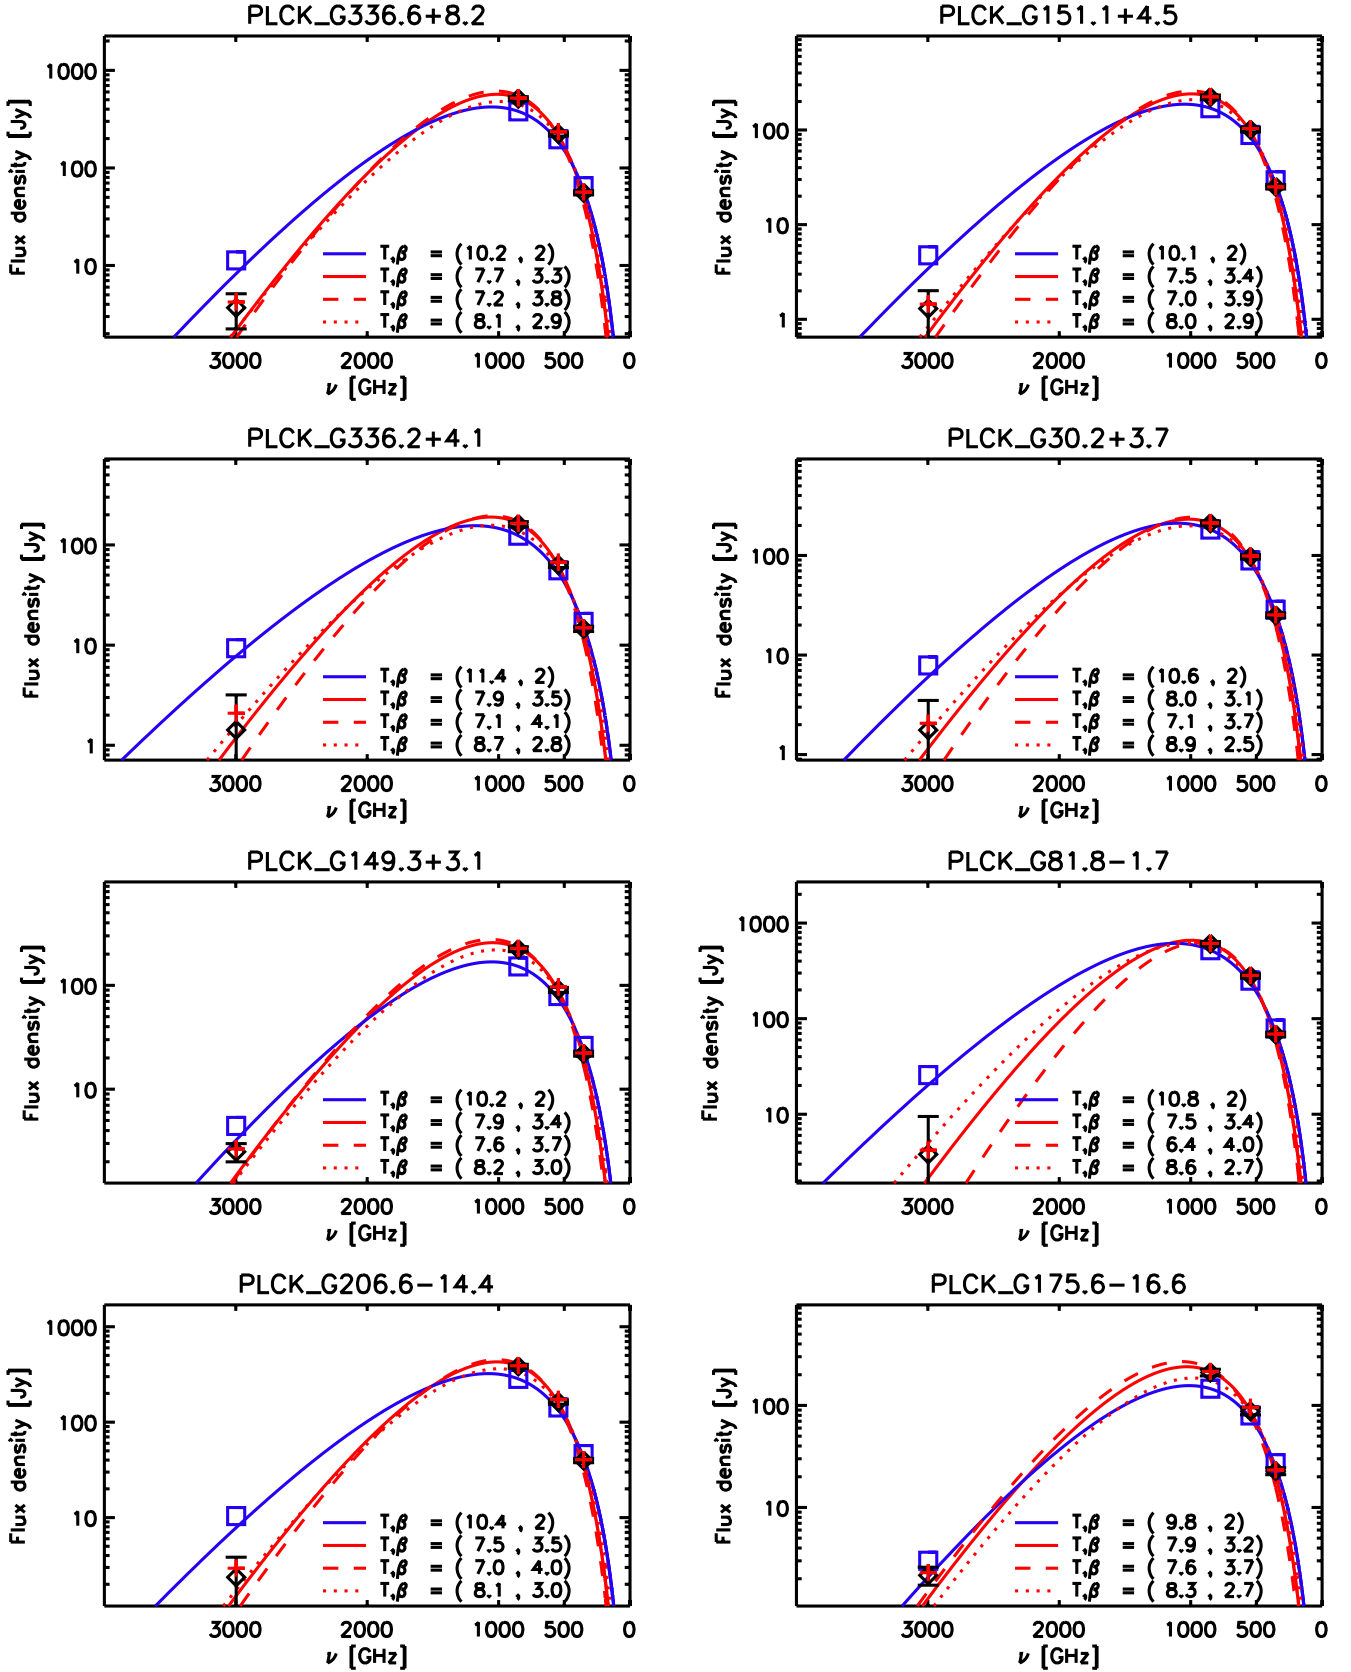 PLCK_G336.6+8.2
Flux density [Jy]
1000
100
10
T,β = (10.2 , 2)
T,β = ( 7.7 , 3.3)
T,β = ( 7.2 , 3.8)
T,β = ( 8.1 , 2.9)
3000 2000 1000 500 0
ν [GHz]
PLCK_G151.1+4.5
Flux density [Jy]
100
10
1
T,β = (10.1 , 2)
T,β = ( 7.5 , 3.4)
T,β = ( 7.0 , 3.9)
T,β = ( 8.0 , 2.9)
3000 2000 1000 500 0
ν [GHz]
PLCK_G336.2+4.1
Flux density [Jy]
100
10
1
T,β = (11.4 , 2)
T,β = ( 7.9 , 3.5)
T,β = ( 7.1 , 4.1)
T,β = ( 8.7 , 2.8)
3000 2000 1000 500 0
ν [GHz]
PLCK_G30.2+3.7
Flux density [Jy]
100
10
1
T,β = (10.6 , 2)
T,β = ( 8.0 , 3.1)
T,β = ( 7.1 , 3.7)
T,β = ( 8.9 , 2.5)
3000 2000 1000 500 0
ν [GHz]
PLCK_G149.3+3.1
Flux density [Jy]
100
10
T,β = (10.2 , 2)
T,β = ( 7.9 , 3.4)
T,β = ( 7.6 , 3.7)
T,β = ( 8.2 , 3.0)
3000 2000 1000 500 0
ν [GHz]
PLCK_G81.8−1.7
Flux density [Jy]
1000
100
10
T,β = (10.8 , 2)
T,β = ( 7.5 , 3.4)
T,β = ( 6.4 , 4.0)
T,β = ( 8.6 , 2.7)
3000 2000 1000 500 0
ν [GHz]
PLCK_G206.6−14.4
Flux density [Jy]
1000
100
10
T,β = (10.4 , 2)
T,β = ( 7.5 , 3.5)
T,β = ( 7.0 , 4.0)
T,β = ( 8.1 , 3.0)
3000 2000 1000 500 0
ν [GHz]
PLCK_G175.6−16.6
Flux density [Jy]
100
10
T,β = ( 9.8 , 2)
T,β = ( 7.9 , 3.2)
T,β = ( 7.6 , 3.7)
T,β = ( 8.3 , 2.7)
3000 2000 1000 500 0
ν [GHz]